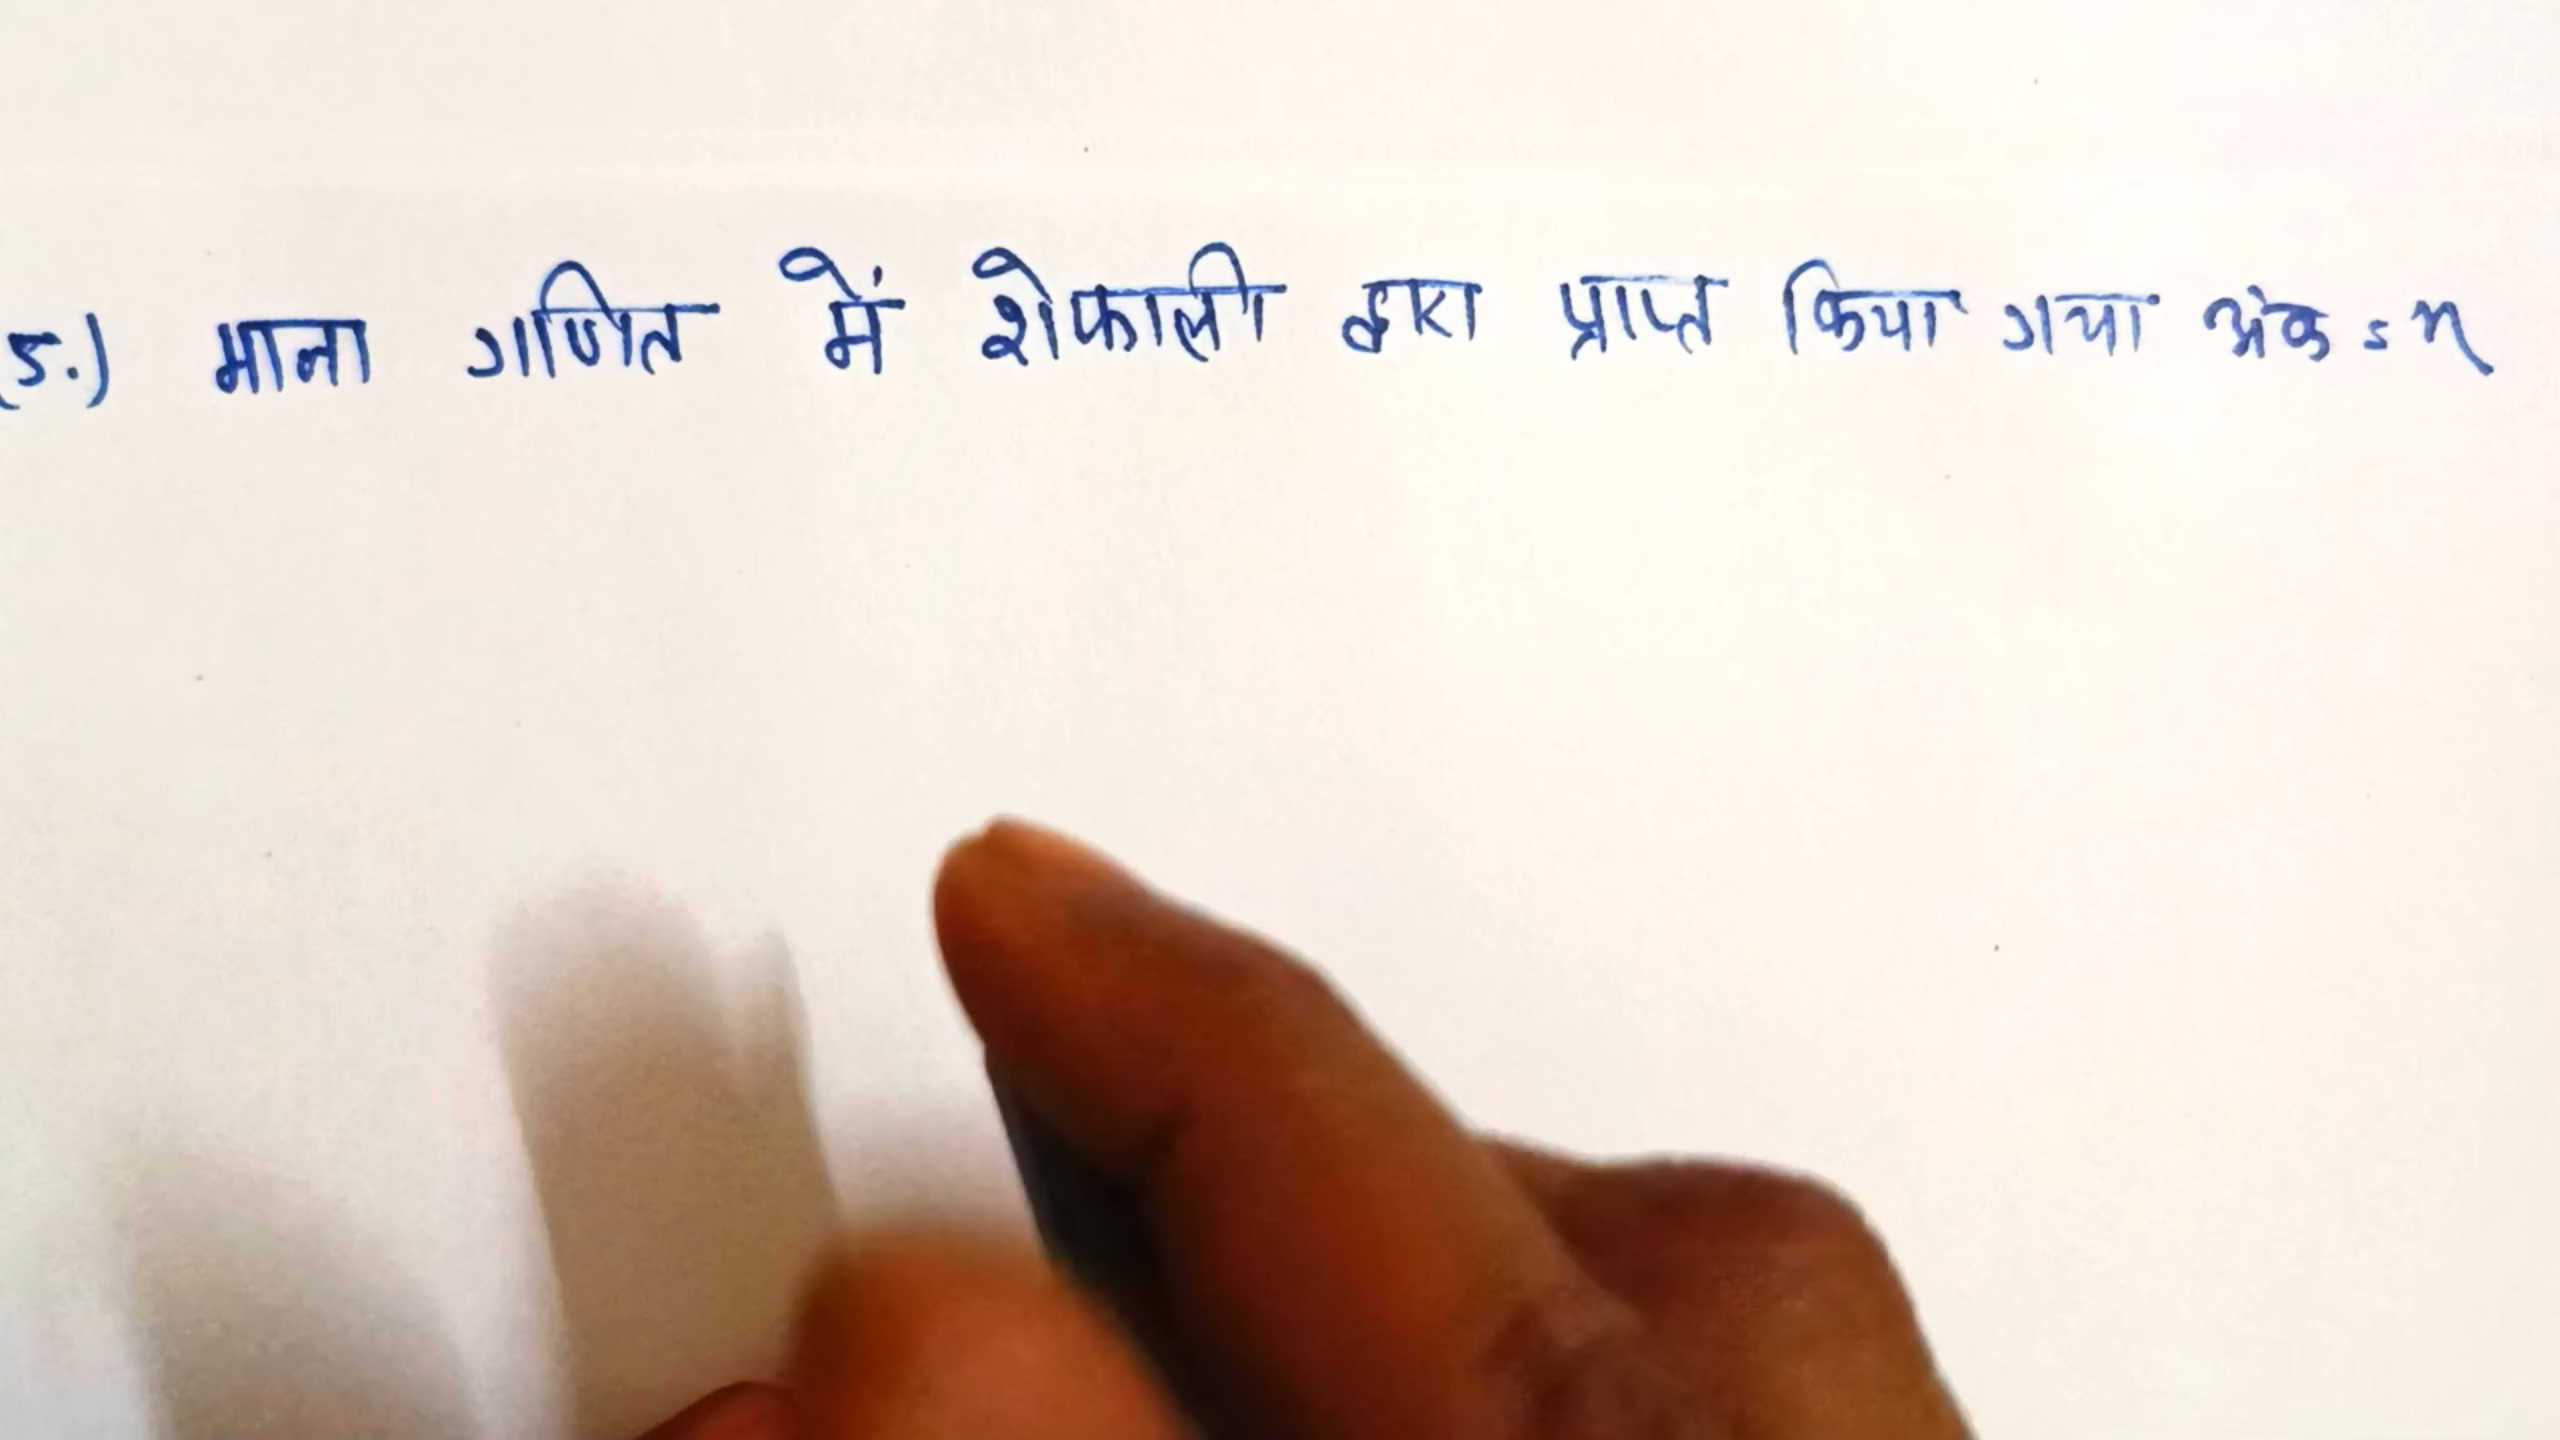 (5.) माना गणित में शेफाली द्वारा प्राप्त किया गया अंक = x